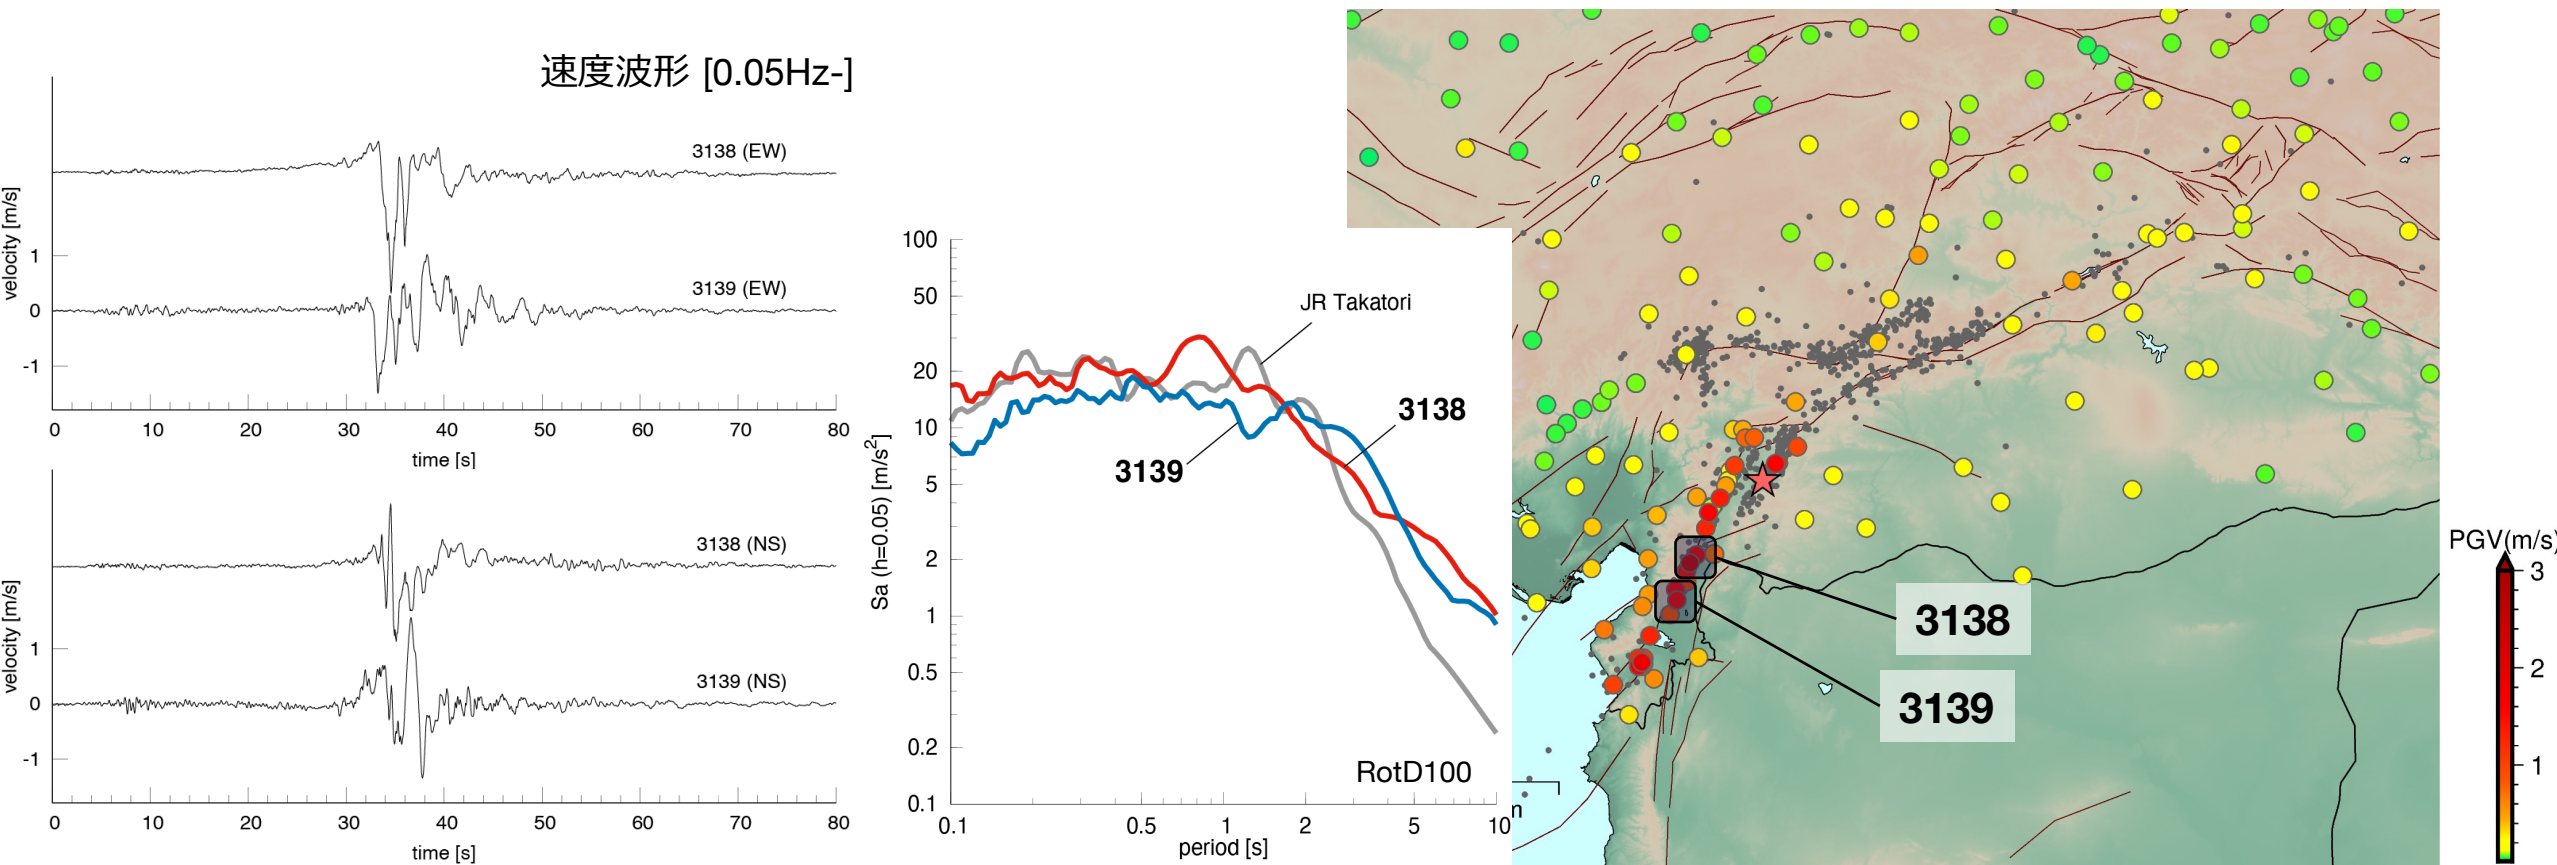 速度波形 [0.05Hz-]
velocity [m/s]
3138 (EW)
3139 (EW)
1
0
-1
0 10 20 30 40 50 60 70 80
time [s]
velocity [m/s]
3138 (NS)
3139 (NS)
1
0
-1
0 10 20 30 40 50 60 70 80
time [s]
Sa (h=0.05) [m/s²]
100
50
20
10
5
2
1
0.5
0.2
0.1
JR Takatori
3138
3139
RotD100
0.1 0.5 1 2 5 10
period [s]
3138
3139
PGV(m/s)
3
2
1